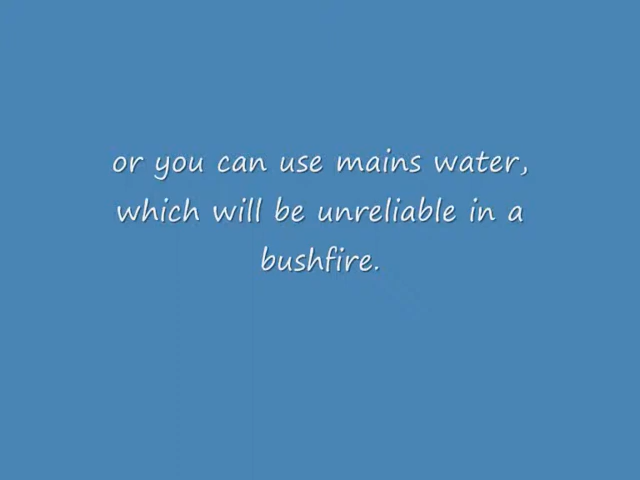 or you can use mains water,
which will be unreliable in a
bushfire.